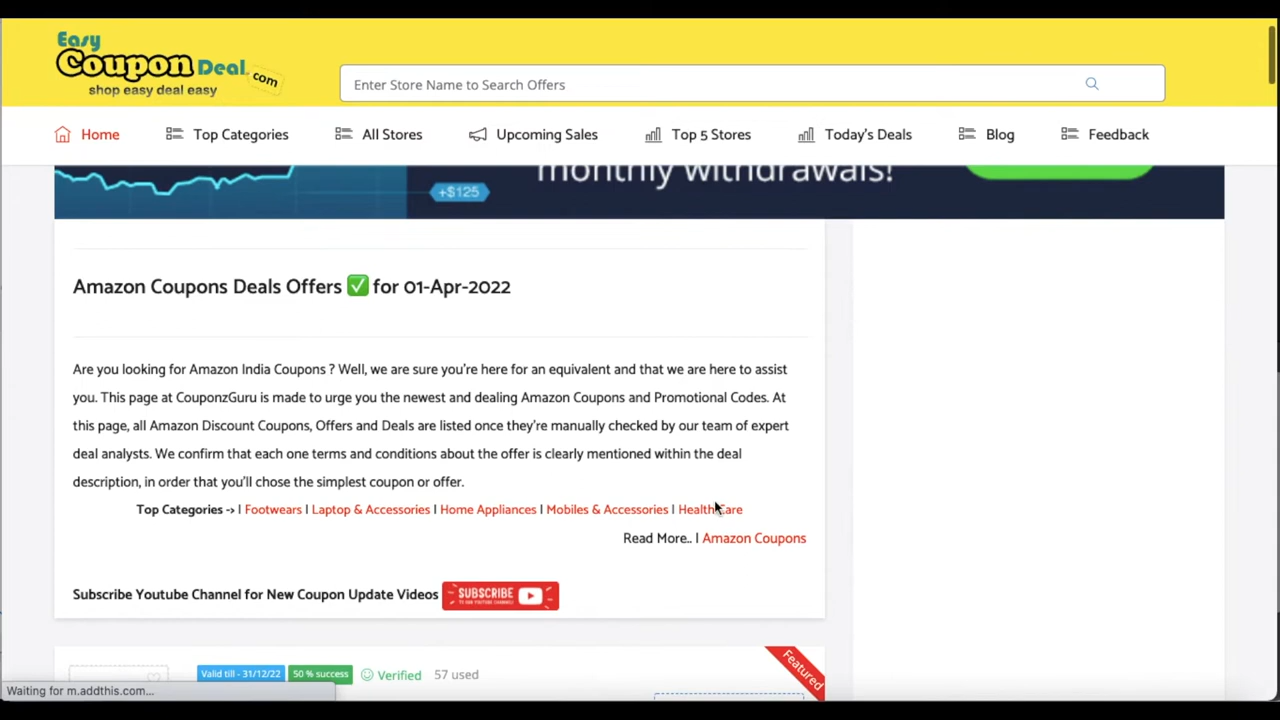 Easy
Coupon Deal.com
shop easy deal easy
Enter Store Name to Search Offers
Home Top Categories All Stores Upcoming Sales Top 5 Stores Today's Deals Blog Feedback
monthly withdrawals!
+$125
Amazon Coupons Deals Offers ✅ for 01-Apr-2022
Are you looking for Amazon India Coupons ? Well, we are sure you're here for an equivalent and that we are here to assist
you. This page at CouponzGuru is made to urge you the newest and dealing Amazon Coupons and Promotional Codes. At
this page, all Amazon Discount Coupons, Offers and Deals are listed once they're manually checked by our team of expert
deal analysts. We confirm that each one terms and conditions about the offer is clearly mentioned within the deal
description, in order that you'll chose the simplest coupon or offer.
Top Categories -> | Footwears | Laptop & Accessories | Home Appliances | Mobiles & Accessories | Health Care
Read More.. | Amazon Coupons
Subscribe Youtube Channel for New Coupon Update Videos SUBSCRIBE
Valid till - 31/12/22 50 % success Verified 57 used
Featured
Waiting for m.addthis.com...